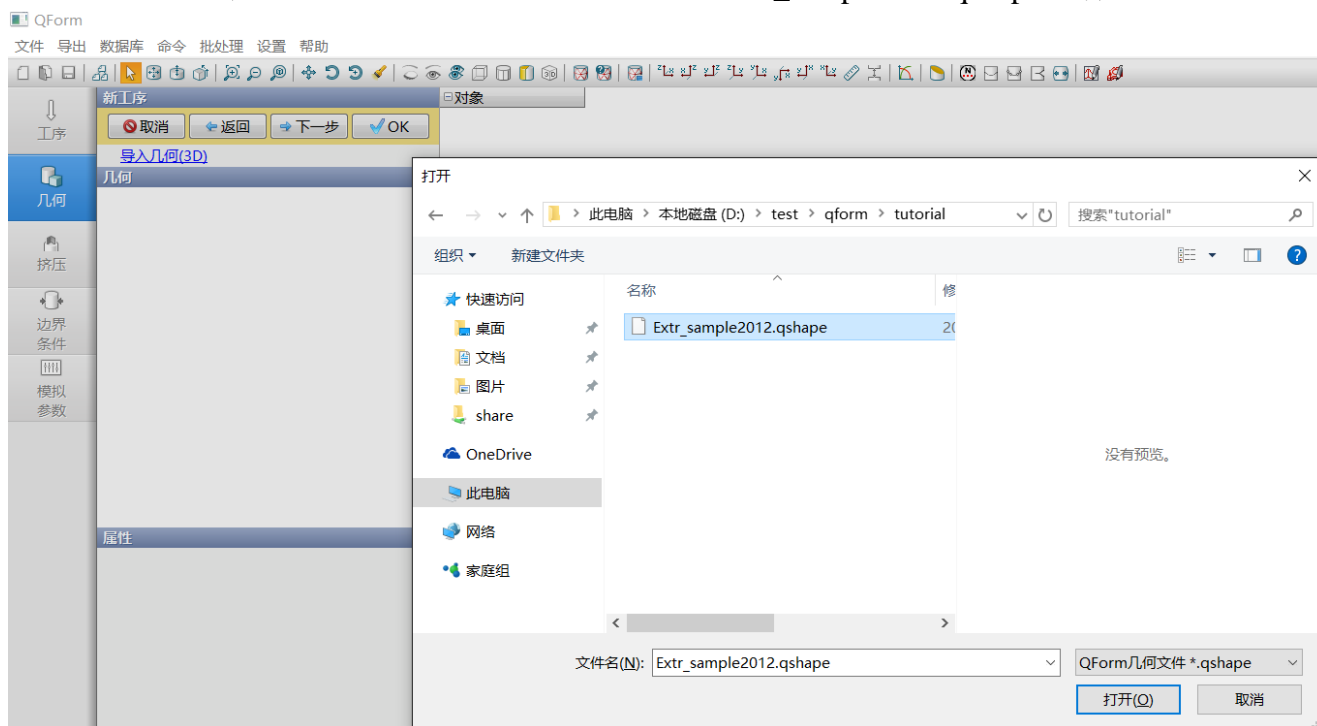 QForm
文件 导出 数据库 命令 批处理 设置 帮助
新工序
对象
取消 返回 下一步 OK
导入几何(3D)
几何
工序
几何
挤压
边界
条件
模拟
参数
属性
打开
此电脑 > 本地磁盘 (D:) > test > qform > tutorial
搜索"tutorial"
组织 新建文件夹
名称 修
快速访问
桌面
文档
图片
share
OneDrive
此电脑
网络
家庭组
Extr_sample2012.qshape 20
没有预览。
文件名(N): Extr_sample2012.qshape QForm几何文件 *.qshape
打开(O) 取消